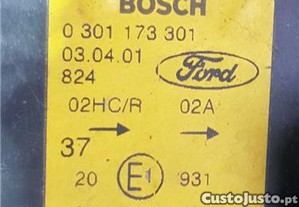 BOSCH
0 301 173 301
03.04.01
824
Ford
02HC/R 02A
37
20 E1 931
CustoJusto.pt